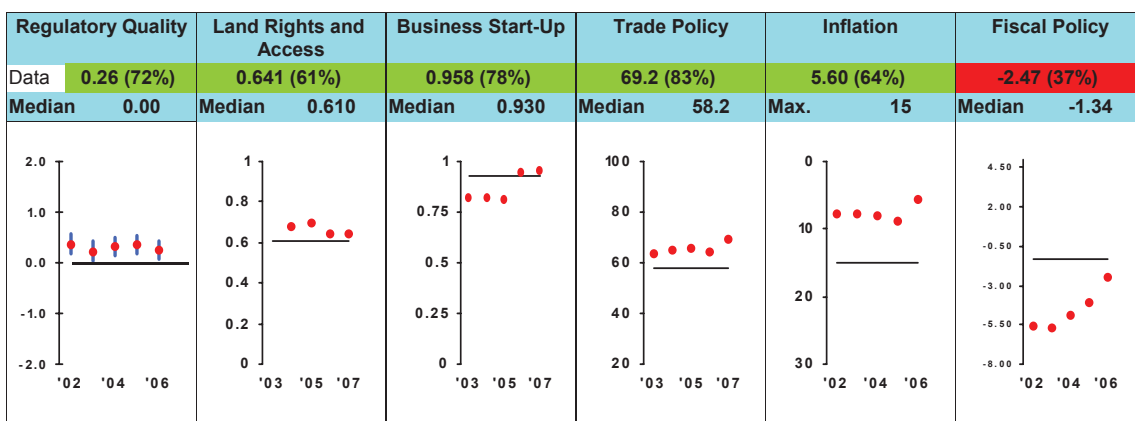 Regulatory Quality
Data 0.26 (72%)
Median 0.00
2.0
1.0
0.0
-1.0
-2.0
'02 '04 '06
Land Rights and
Access
0.641 (61%)
Median 0.610
1
0.8
0.6
0.4
0.2
0
'03 '05 '07
Business Start-Up
0.958 (78%)
Median 0.930
1
0.75
0.5
0.25
0
'03 '05 '07
Trade Policy
69.2 (83%)
Median 58.2
100
80
60
40
20
'03 '05 '07
Inflation
5.60 (64%)
Max. 15
0
10
20
30
'02 '04 '06
Fiscal Policy
-2.47 (37%)
Median -1.34
4.50
2.00
-0.50
-3.00
-5.50
-8.00
'02 '04 '06